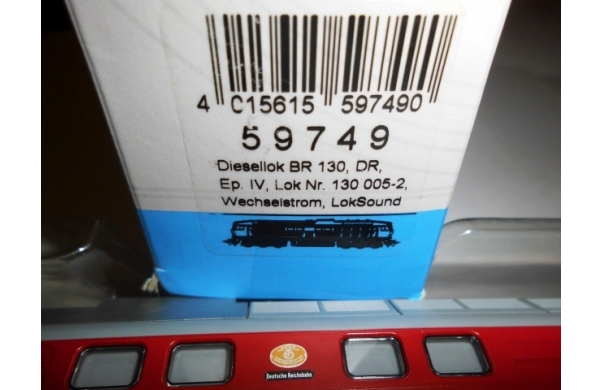 4 015615 597490
59749
Diesellok BR 130, DR,
Ep. IV, Lok Nr. 130 005-2,
Wechselstrom, LokSound
Deutsche Reichsbahn